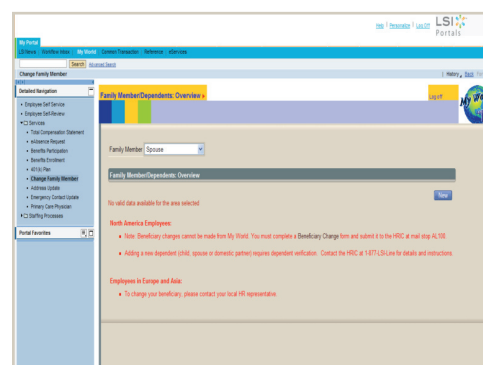 Help | Personalize | Log Off
LSI
Portals
My Portal
LSI News | Workflow Inbox | My World | Common Transaction | Reference | eServices
Search Advanced Search
Change Family Member
| History Back
Detailed Navigation
• Employee Self Service
• Employee Self-Review
Services
• Total Compensation Statement
• eAbsence Request
• Benefits Participation
• Benefits Enrollment
• 401(k) Plan
• Change Family Member
• Address Update
• Emergency Contact Update
• Primary Care Physician
Staffing Processes
Portal Favorites
Family Member/Dependents: Overview
Log off
My Wo
Family Member Spouse
Family Member/Dependents: Overview
New
No valid data available for the area selected
North America Employees:
• Note: Beneficiary changes cannot be made from My World. You must complete a Beneficiary Change form and submit it to the HRIC at mail stop AL100.
• Adding a new dependent (child, spouse or domestic partner) requires dependent verification. Contact the HRIC at 1-877-LSI-Line for details and instructions.
Employees in Europe and Asia:
• To change your beneficiary, please contact your local HR representative.